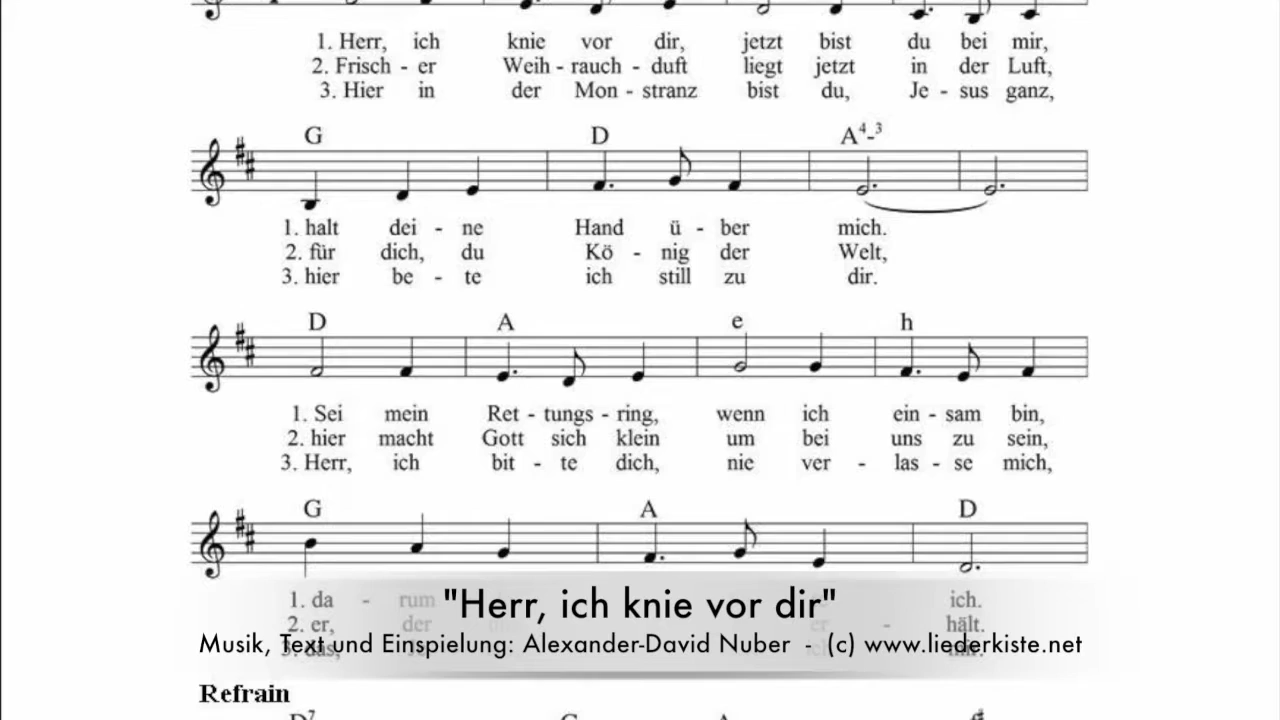 1. Herr, ich knie vor dir, jetzt bist du bei mir,
2. Frisch - er Weih - rauch - duft liegt jetzt in der Luft,
3. Hier in der Mon - stranz bist du, Je - sus ganz,
G D A4-3
1. halt dei - ne Hand ü - ber mich.
2. für dich, du Kö - nig der Welt,
3. hier be - te ich still zu dir.
D A e h
1. Sei mein Ret - tungs - ring, wenn ich ein - sam bin,
2. hier macht Gott sich klein um bei uns zu sein,
3. Herr, ich bit - te dich, nie ver - las - se mich,
G A D
1. da - rum ich.
2. er, der er - hält.
3. das,
"Herr, ich knie vor dir"
Musik, Text und Einspielung: Alexander-David Nuber - (c) www.liederkiste.net
Refrain